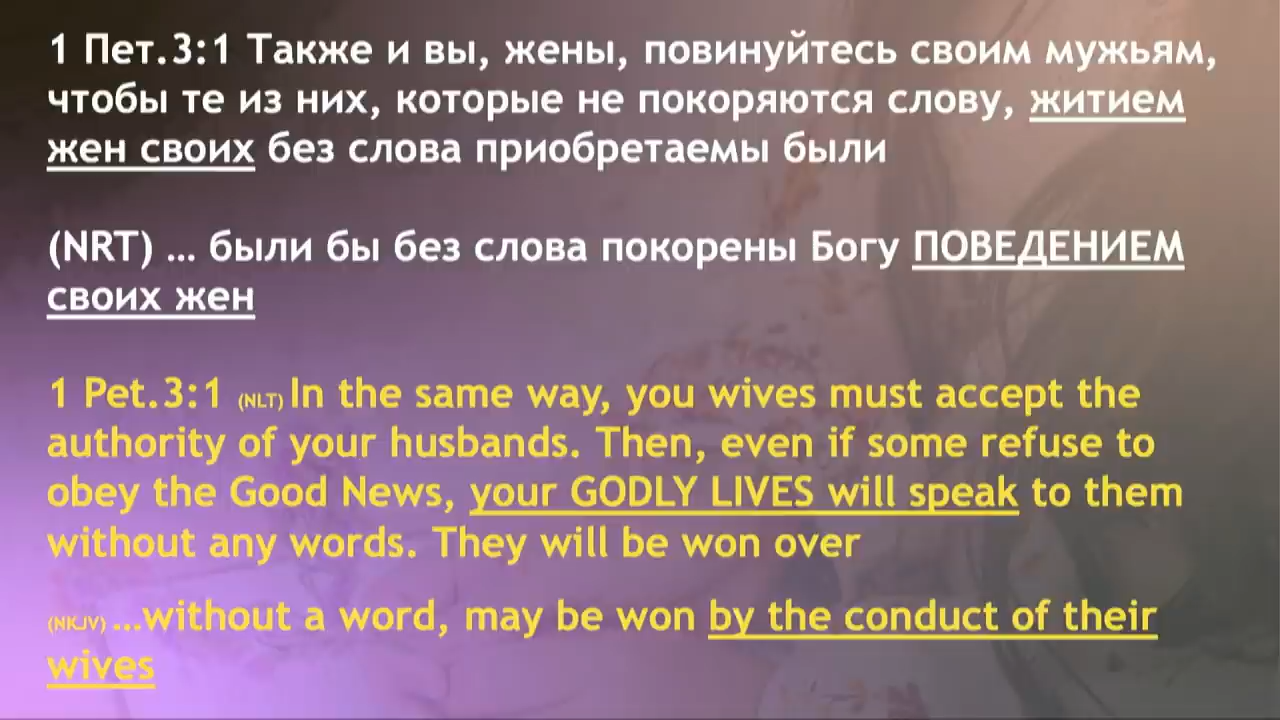 1 Пет.3:1 Также и вы, жены, повинуйтесь своим мужьям,
чтобы те из них, которые не покоряются слову, житием
жен своих без слова приобретаемы были
(NRT) … были бы без слова покорены Богу ПОВЕДЕНИЕМ
своих жен
1 Pet.3:1 (NLT) In the same way, you wives must accept the
authority of your husbands. Then, even if some refuse to
obey the Good News, your GODLY LIVES will speak to them
without any words. They will be won over
(NKJV) …without a word, may be won by the conduct of their
wives